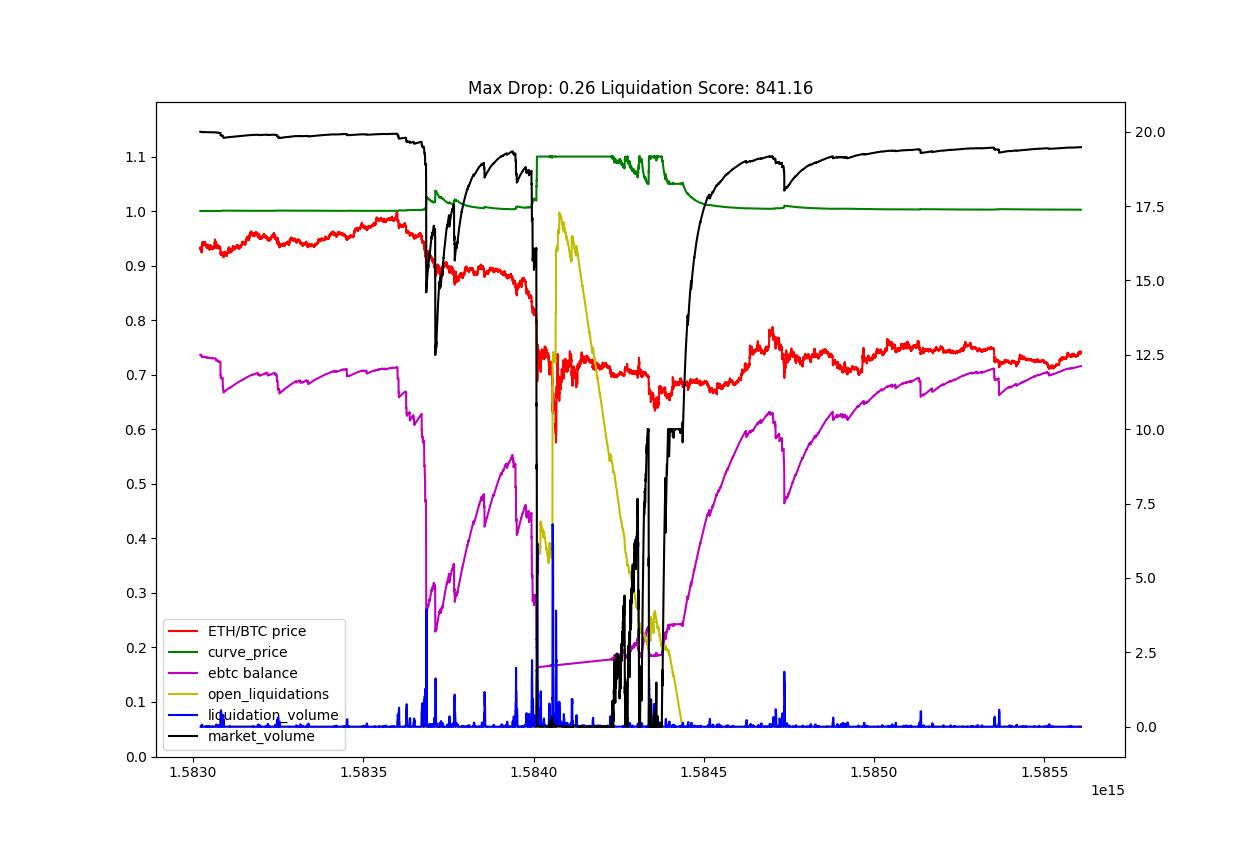 Max Drop: 0.26 Liquidation Score: 841.16
1.1
1.0
0.9
0.8
0.7
0.6
0.5
0.4
0.3
0.2
0.1
0.0
20.0
17.5
15.0
12.5
10.0
7.5
5.0
2.5
0.0
ETH/BTC price
curve_price
ebtc balance
open_liquidations
liquidation_volume
market_volume
1.5830 1.5835 1.5840 1.5845 1.5850 1.5855
1e15